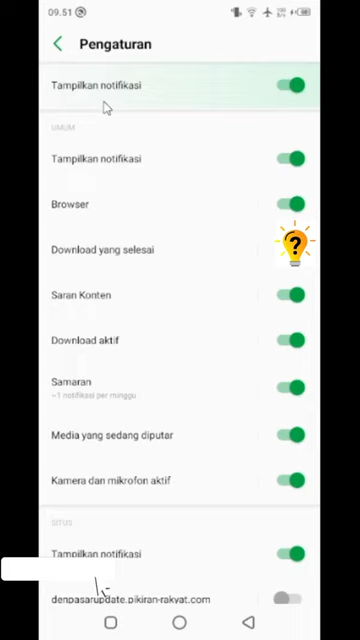 09.51
Pengaturan
Tampilkan notifikasi
UMUM
Tampilkan notifikasi
Browser
Download yang selesai
?
Saran Konten
Download aktif
Samaran
~1 notifikasi per minggu
Media yang sedang diputar
Kamera dan mikrofon aktif
SITUS
Tampilkan notifikasi
denpasarupdate.pikiran-rakyat.com